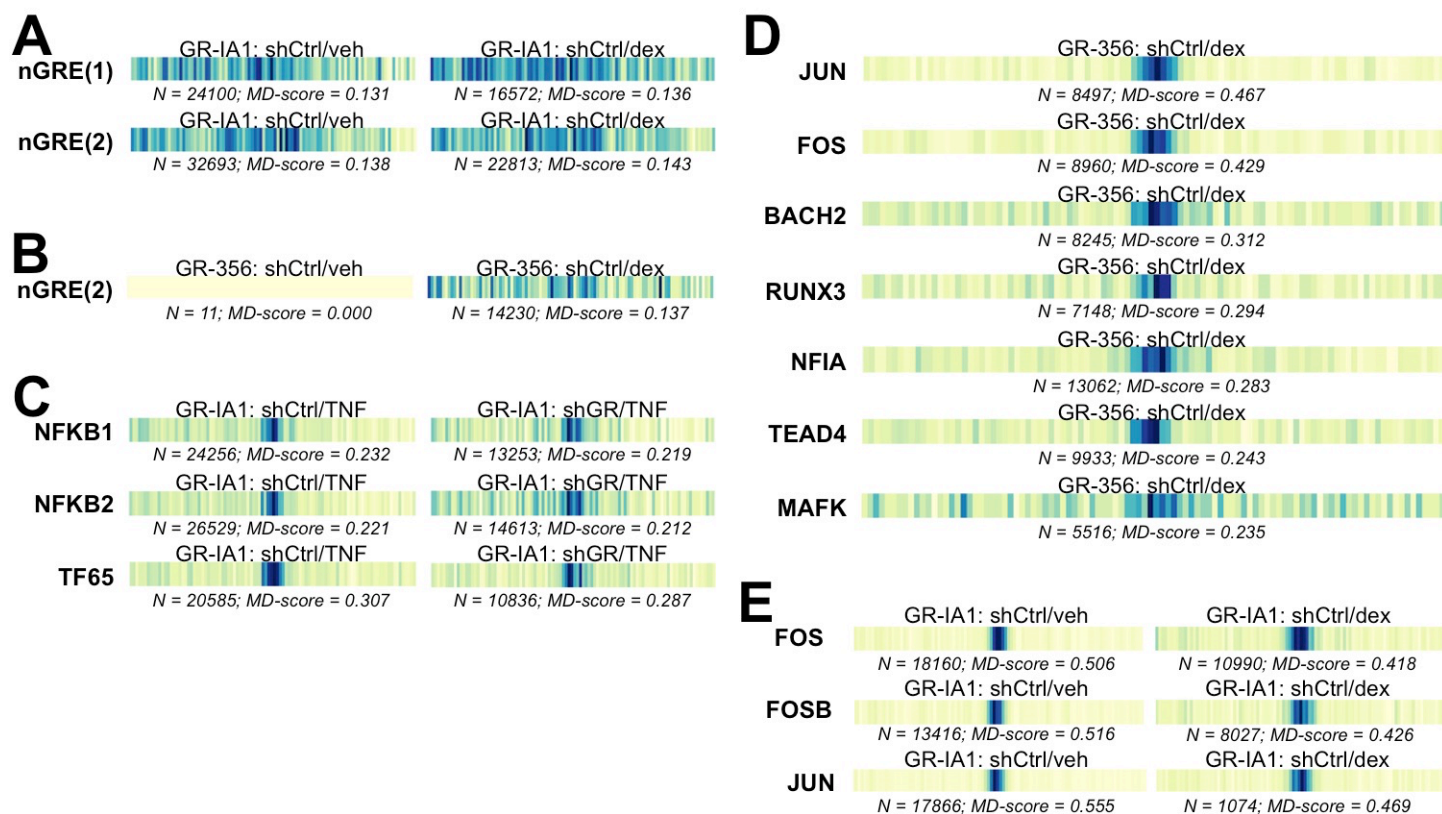 A
GR-IA1: shCtrl/veh
GR-IA1: shCtrl/dex
nGRE(1)
N = 24100; MD-score = 0.131
N = 16572; MD-score = 0.136
GR-IA1: shCtrl/veh
GR-IA1: shCtrl/dex
nGRE(2)
N = 32693; MD-score = 0.138
N = 22813; MD-score = 0.143
B
GR-356: shCtrl/veh
GR-356: shCtrl/dex
nGRE(2)
N = 11; MD-score = 0.000
N = 14230; MD-score = 0.137
C
GR-IA1: shCtrl/TNF
GR-IA1: shGR/TNF
NFKB1
N = 24256; MD-score = 0.232
N = 13253; MD-score = 0.219
GR-IA1: shCtrl/TNF
GR-IA1: shGR/TNF
NFKB2
N = 26529; MD-score = 0.221
N = 14613; MD-score = 0.212
GR-IA1: shCtrl/TNF
GR-IA1: shGR/TNF
TF65
N = 20585; MD-score = 0.307
N = 10836; MD-score = 0.287
D
GR-356: shCtrl/dex
JUN
N = 8497; MD-score = 0.467
GR-356: shCtrl/dex
FOS
N = 8960; MD-score = 0.429
GR-356: shCtrl/dex
BACH2
N = 8245; MD-score = 0.312
GR-356: shCtrl/dex
RUNX3
N = 7148; MD-score = 0.294
GR-356: shCtrl/dex
NFIA
N = 13062; MD-score = 0.283
GR-356: shCtrl/dex
TEAD4
N = 9933; MD-score = 0.243
GR-356: shCtrl/dex
MAFK
N = 5516; MD-score = 0.235
E
GR-IA1: shCtrl/veh
GR-IA1: shCtrl/dex
FOS
N = 18160; MD-score = 0.506
N = 10990; MD-score = 0.418
GR-IA1: shCtrl/veh
GR-IA1: shCtrl/dex
FOSB
N = 13416; MD-score = 0.516
N = 8027; MD-score = 0.426
GR-IA1: shCtrl/veh
GR-IA1: shCtrl/dex
JUN
N = 17866; MD-score = 0.555
N = 1074; MD-score = 0.469